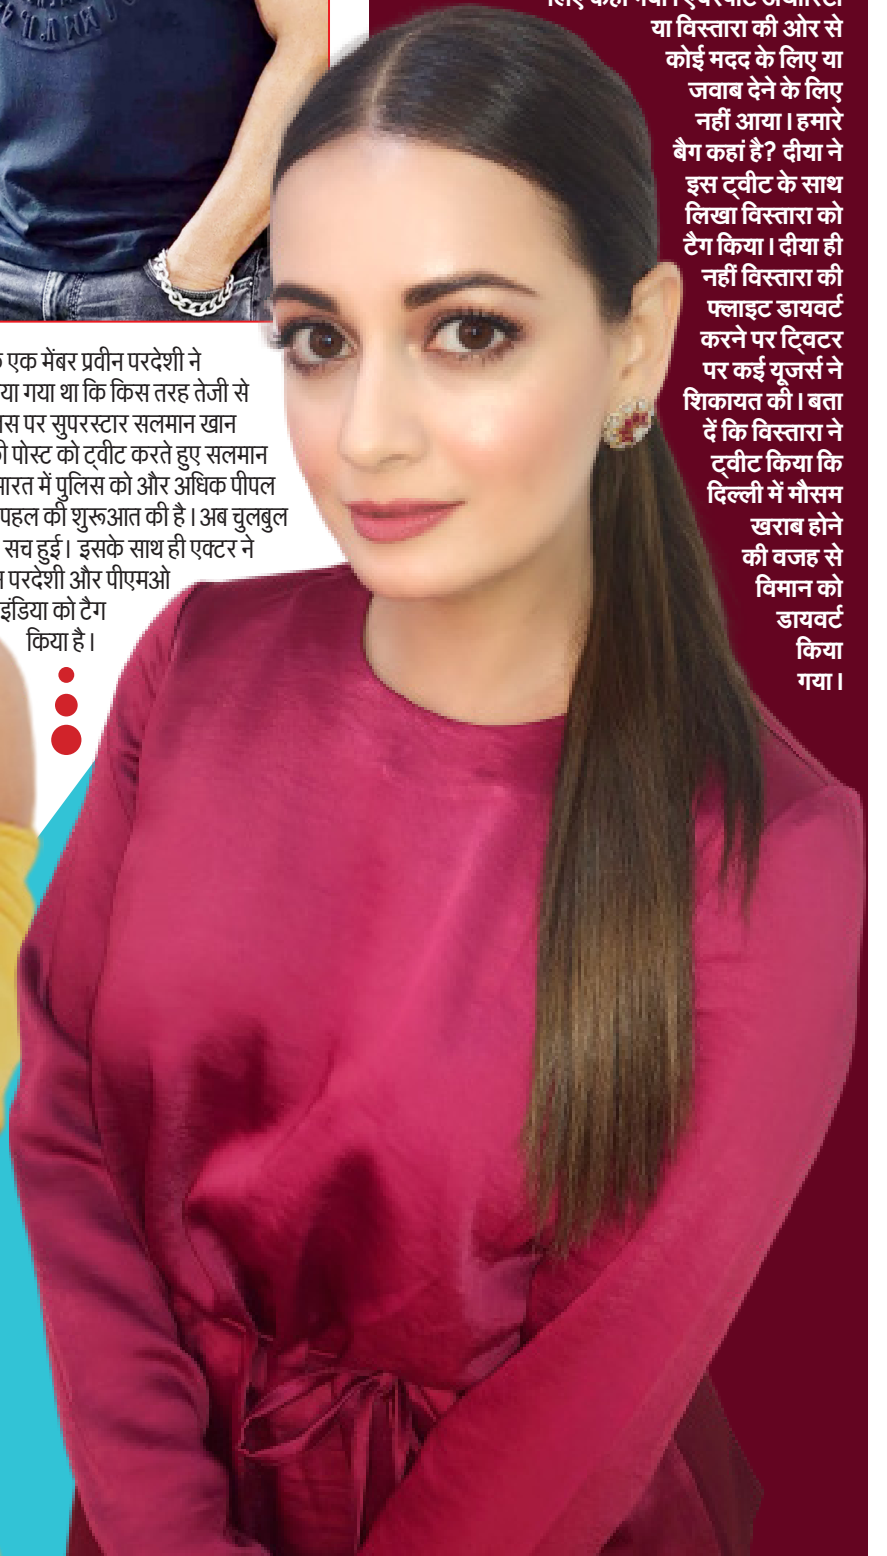 या विस्तारा की ओर से
कोई मदद के लिए या
जवाब देने के लिए
नहीं आया। हमारे
बैग कहां है? दीया ने
इस ट्वीट के साथ
लिखा विस्तारा को
टैग किया। दीया ही
नहीं विस्तारा की
फ्लाइट डायवर्ट
करने पर ट्विटर
पर कई यूजर्स ने
शिकायत की। बता
दें कि विस्तारा ने
ट्वीट किया कि
दिल्ली में मौसम
खराब होने
की वजह से
विमान को
डायवर्ट
किया
गया।
एक मेंबर प्रवीन परदेशी ने
या गया था कि किस तरह तेजी से
पर सुपरस्टार सलमान खान
पोस्ट को ट्वीट करते हुए सलमान
में पुलिस को और अधिक पीपल
पहल की शुरूआत की है। अब चुलबुल
सच हुई। इसके साथ ही एक्टर ने
परदेशी और पीएमओ
इंडिया को टैग
किया है।